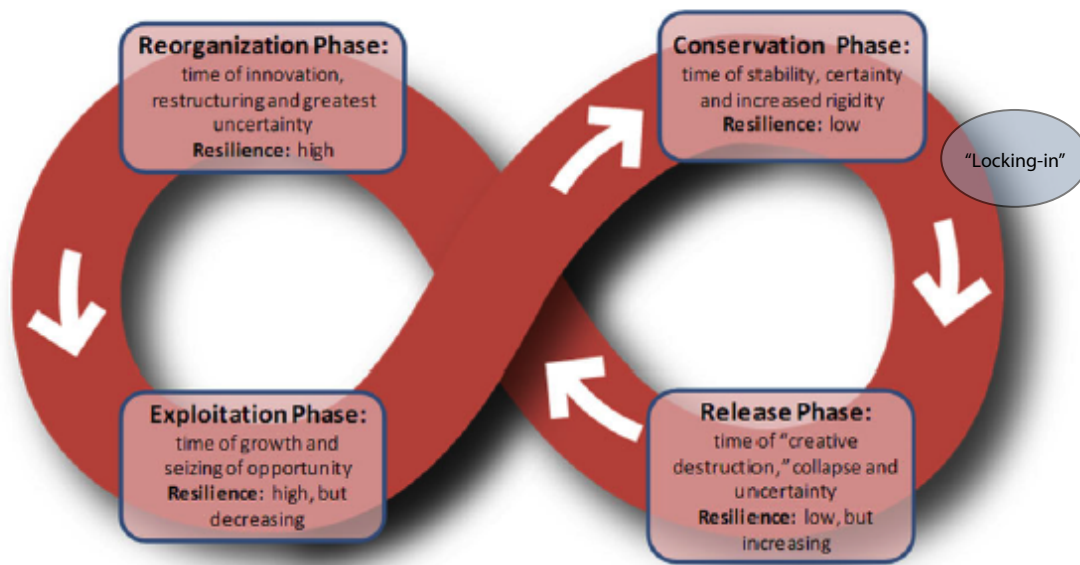 Reorganization Phase:
time of innovation,
restructuring and greatest
uncertainty
Resilience: high
Conservation Phase:
time of stability, certainty
and increased rigidity
Resilience: low
"Locking-in"
Exploitation Phase:
time of growth and
seizing of opportunity
Resilience: high, but
decreasing
Release Phase:
time of "creative
destruction," collapse and
uncertainty
Resilience: low, but
increasing